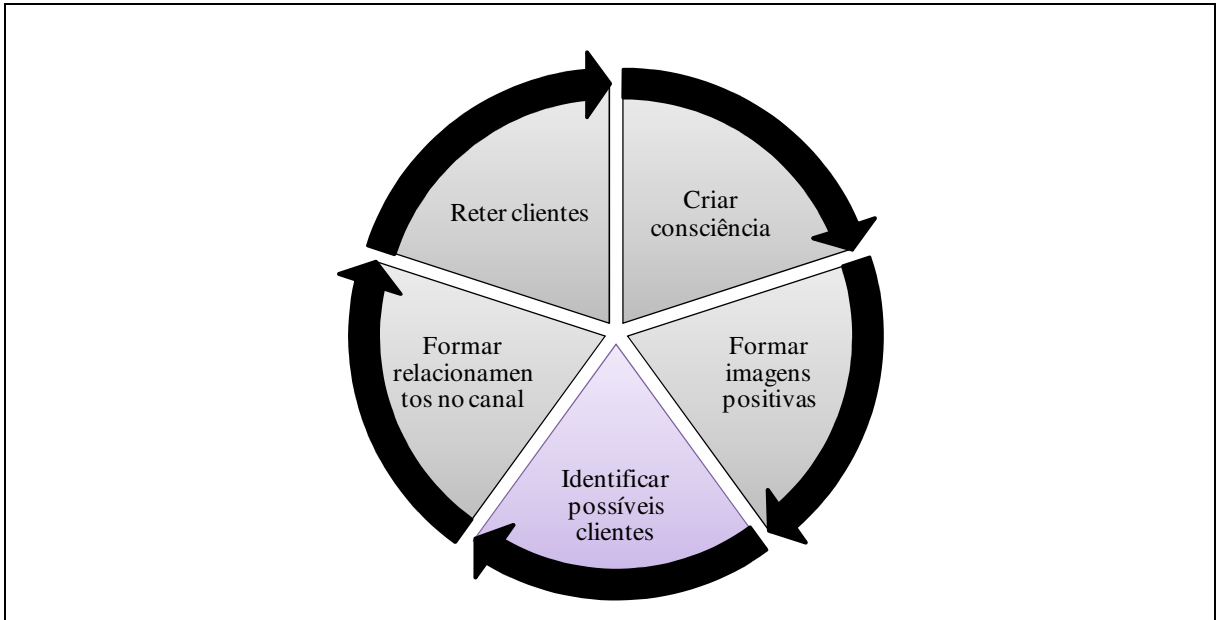 Criar
consciência
Formar
imagens
positivas
Identificar
possíveis
clientes
Formar
relacionamen
tos no canal
Reter clientes